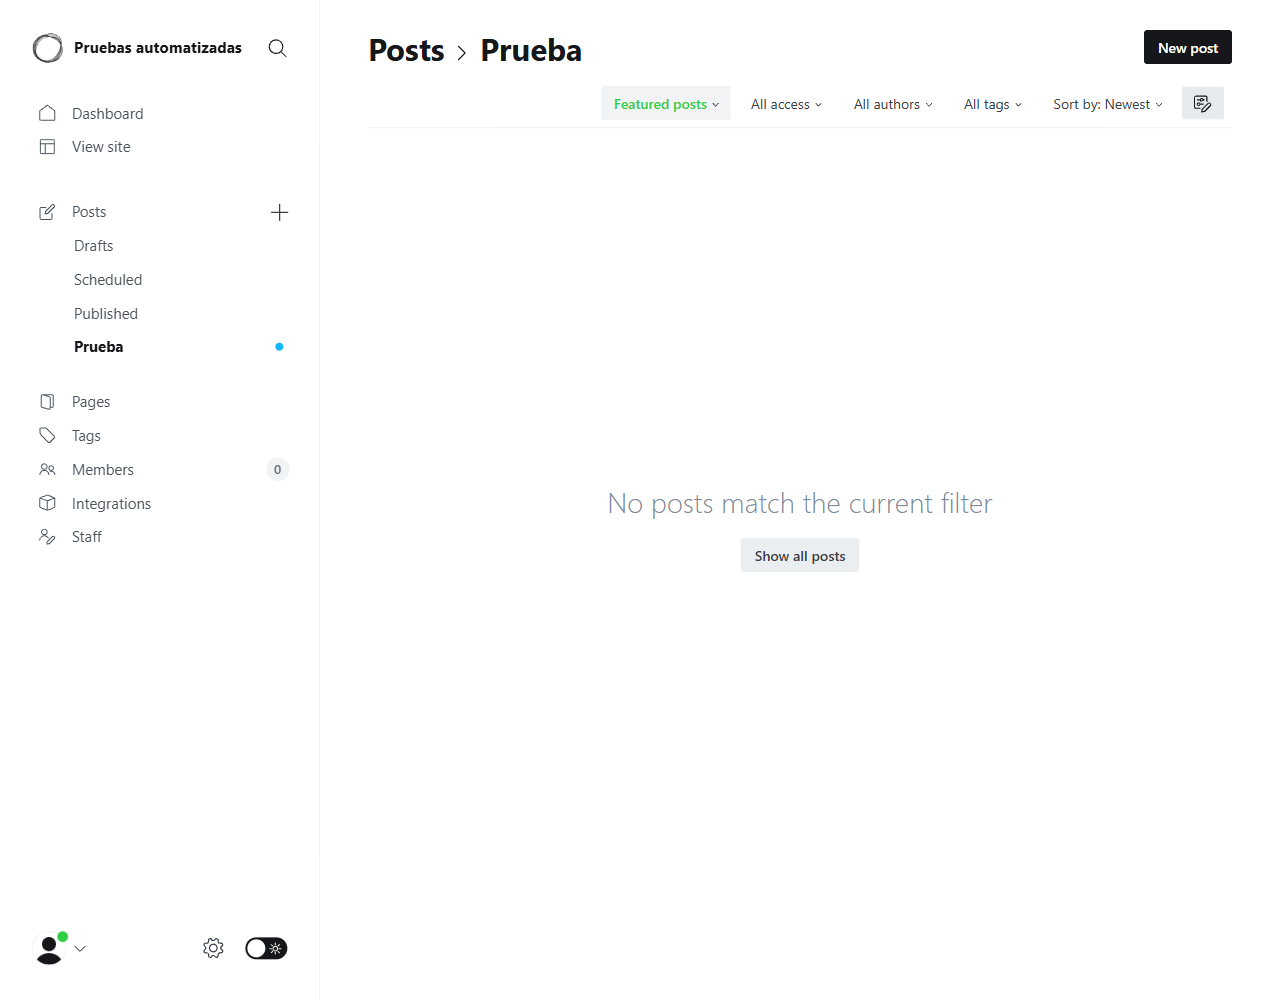 Pruebas automatizadas
Dashboard
View site
Posts
Drafts
Scheduled
Published
Prueba
Pages
Tags
Members 0
Integrations
Staff
Posts > Prueba
New post
Featured posts All access All authors All tags Sort by: Newest
No posts match the current filter
Show all posts